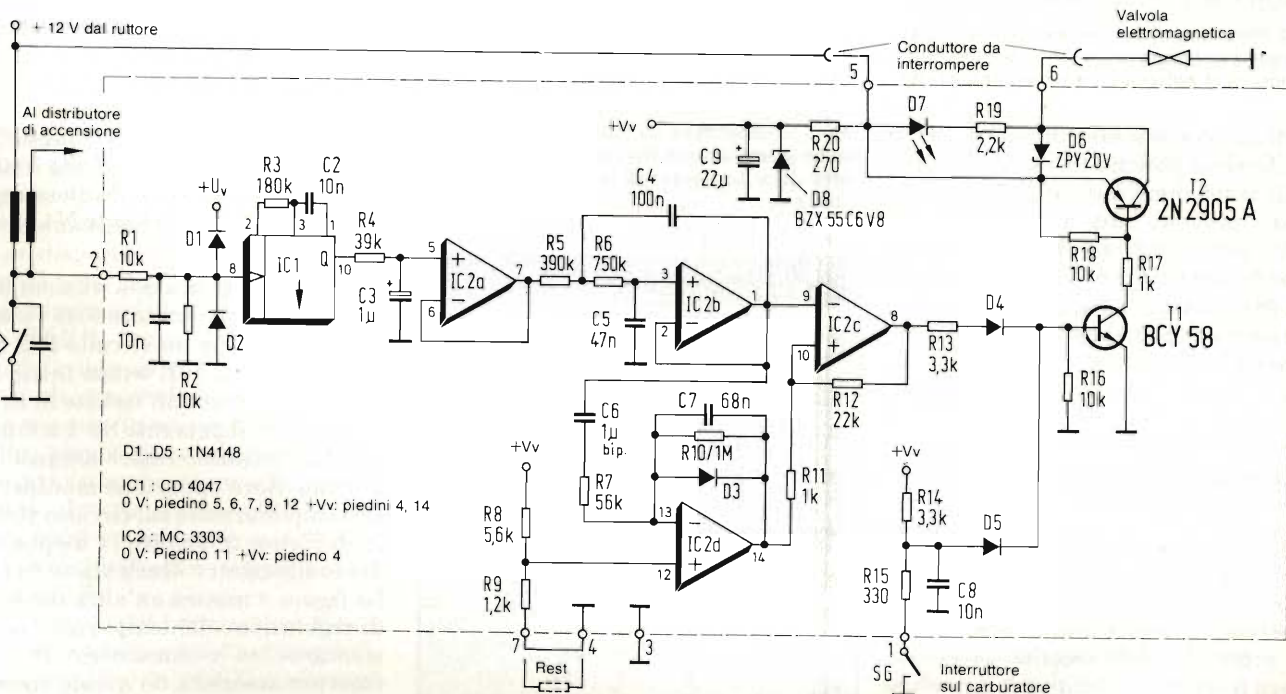 + 12 V dal ruttore
Valvola
elettromagnetica
Conduttore da
interrompere
5
6
Al distributore
di accensione
+Vv
R20
270
D7
R19
2,2k
D6
ZPY 20V
C9
+
22µ
D8
BZX 55C6V8
T2
2N2905 A
R18
10k
R17
1k
T1
BCY 58
R16
10k
+Uv
D1
R3
180k
C2
10n
2
3
1
IC1
Q
8
10
R4
39k
2
R1
10k
C1
10n
R2
10k
D2
C3
+
1µ
5
+
6
−
7
IC2a
R5
390k
R6
750k
C4
100n
C5
47n
3
+
2
−
1
IC2b
9
−
10
+
8
IC2c
R13
3,3k
D4
R12
22k
C6
1µ
bip.
C7
68n
R10/1M
D3
R7
56k
R11
1k
13
−
12
+
14
IC2d
+Vv
R8
5,6k
R9
1,2k
+Vv
R14
3,3k
D5
R15
330
C8
10n
D1...D5 : 1N4148
IC1 : CD 4047
0 V: piedino 5, 6, 7, 9, 12 +Vv: piedini 4, 14
IC2 : MC 3303
0 V: Piedino 11 +Vv: piedino 4
7
4
3
1
Rest
SG
Interruttore
sul carburatore